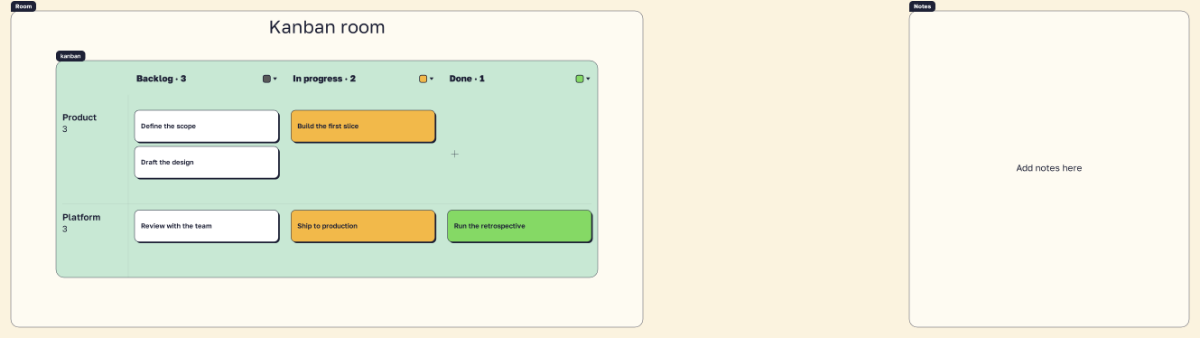 Room
Notes
Kanban room
kanban
Backlog · 3
In progress · 2
Done · 1
Product
3
Define the scope
Build the first slice
Draft the design
Add notes here
Platform
3
Review with the team
Ship to production
Run the retrospective